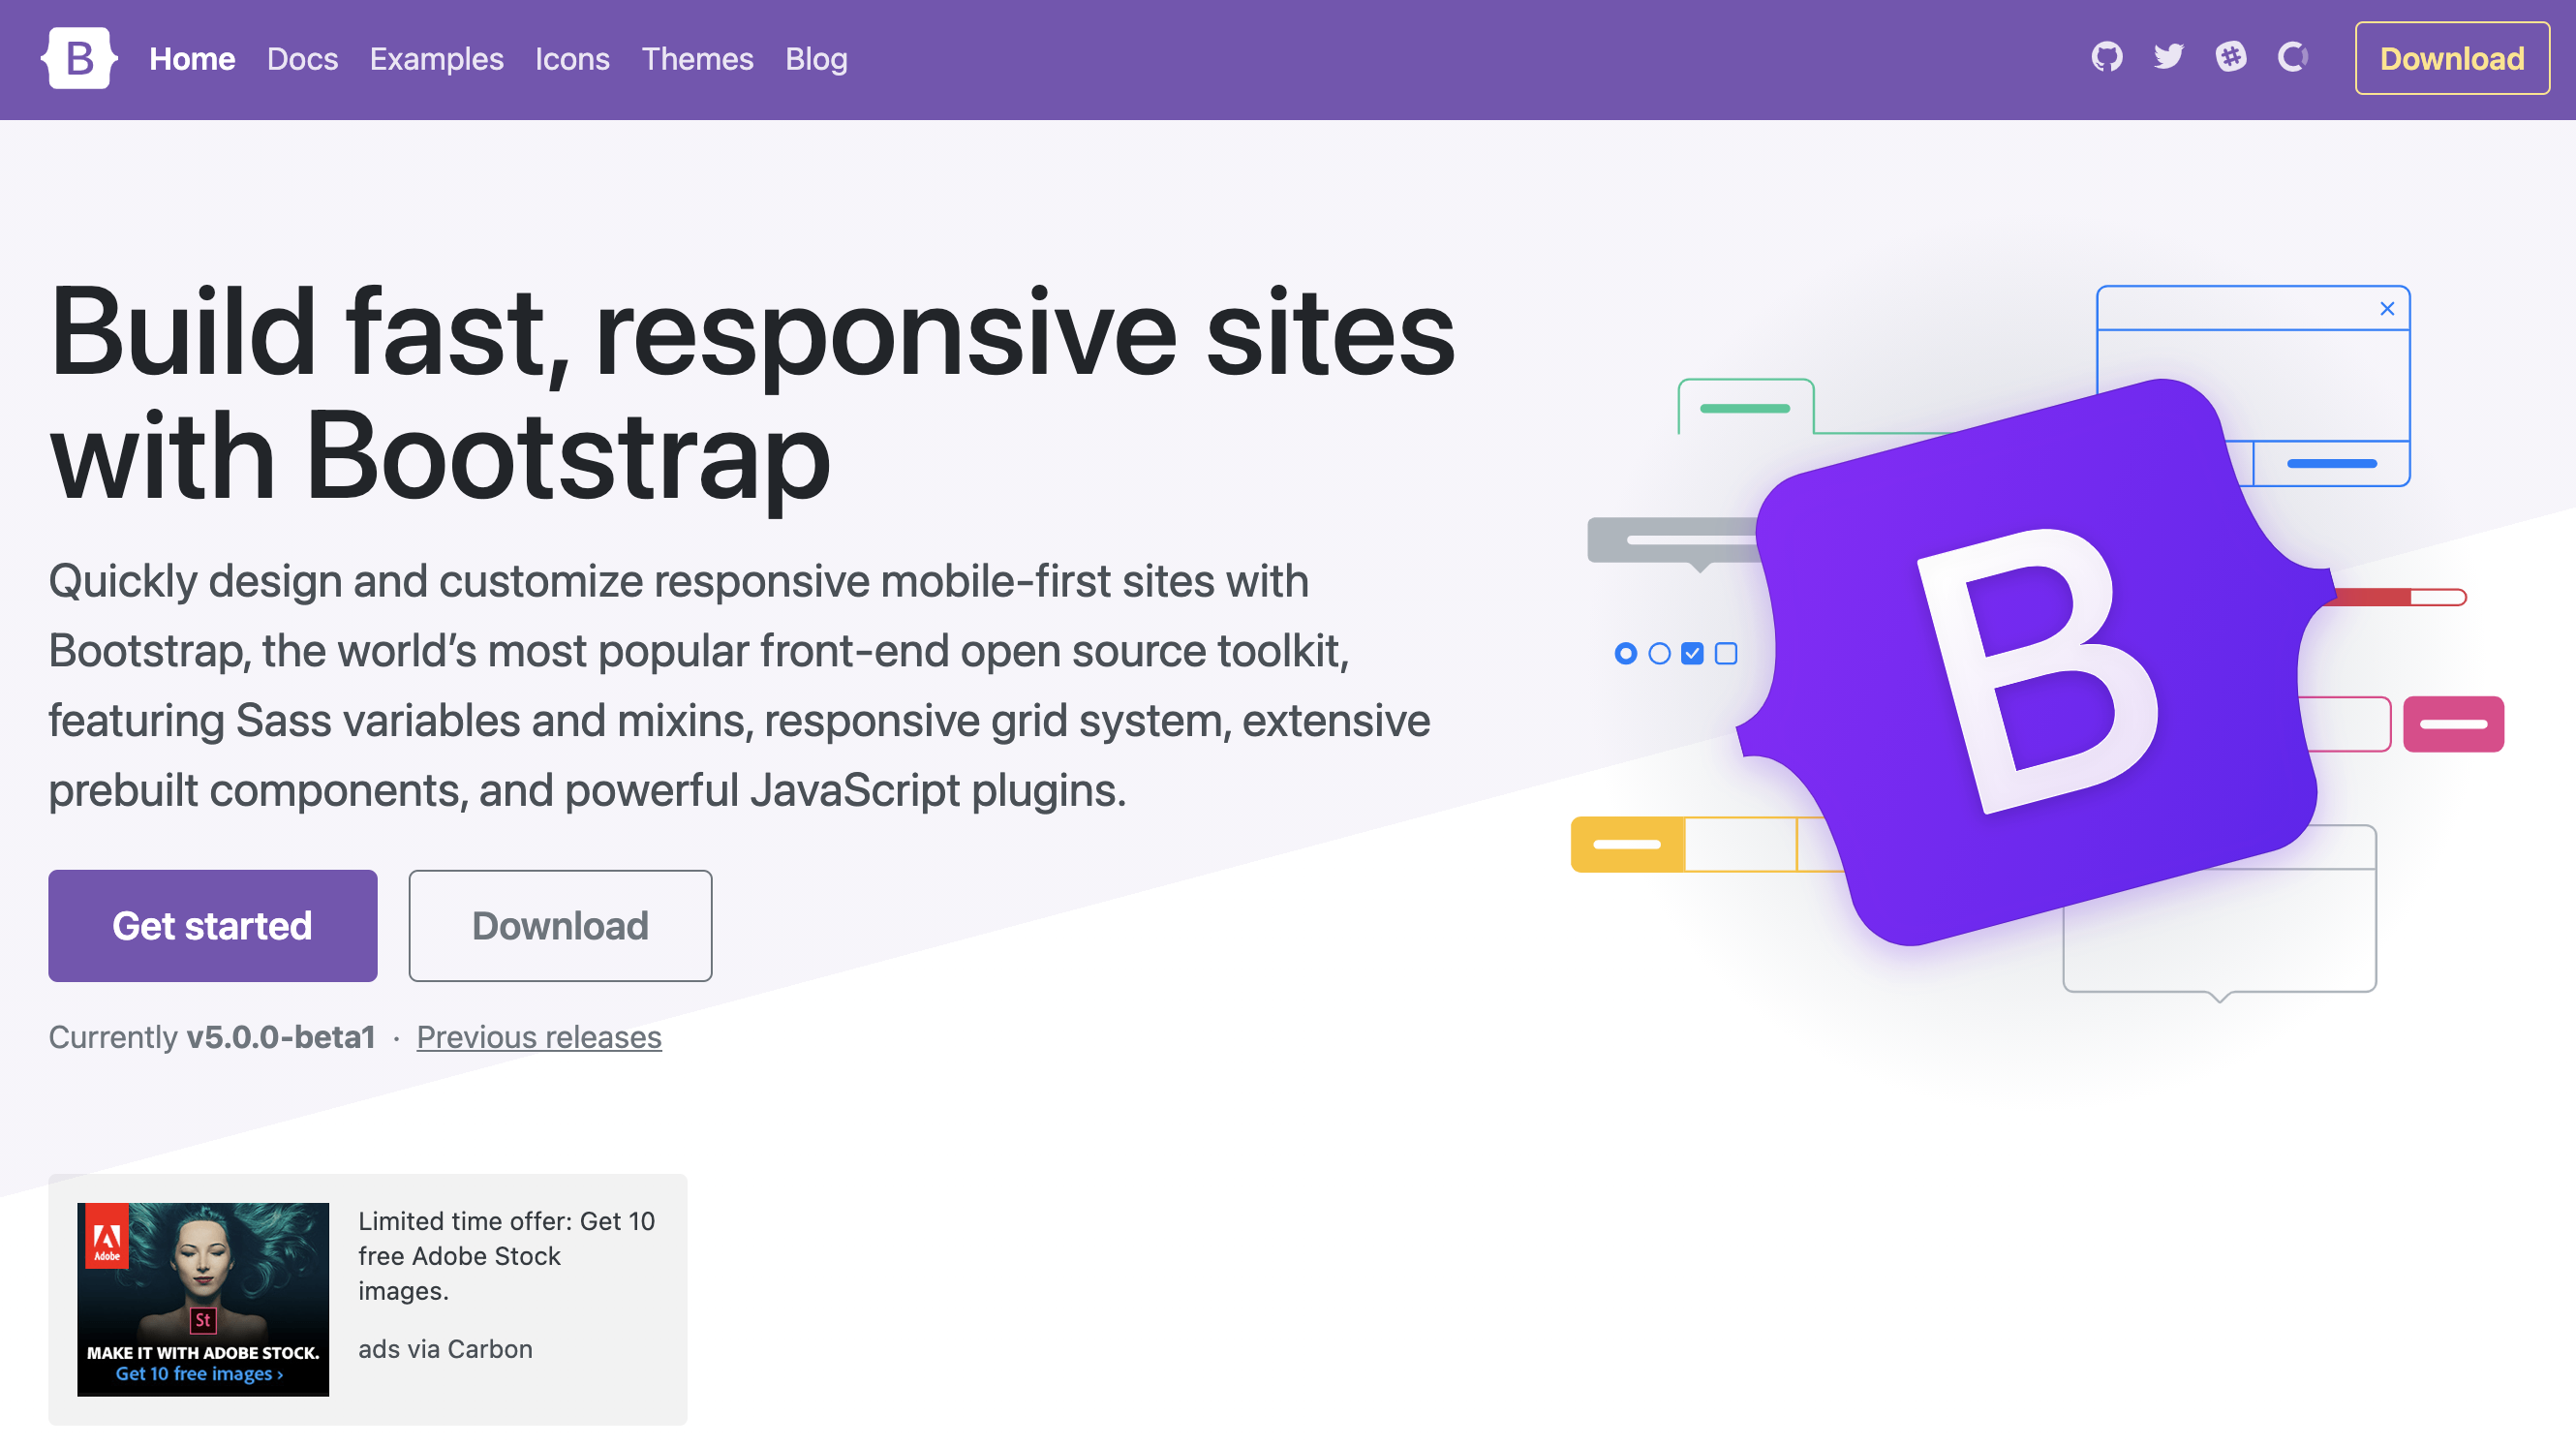 B Home Docs Examples Icons Themes Blog Download
Build fast, responsive sites
with Bootstrap
Quickly design and customize responsive mobile-first sites with
Bootstrap, the world’s most popular front-end open source toolkit,
featuring Sass variables and mixins, responsive grid system, extensive
prebuilt components, and powerful JavaScript plugins.
Get started Download
Currently v5.0.0-beta1 · Previous releases
B
Adobe
St
MAKE IT WITH ADOBE STOCK.
Get 10 free images ›
Limited time offer: Get 10
free Adobe Stock
images.
ads via Carbon